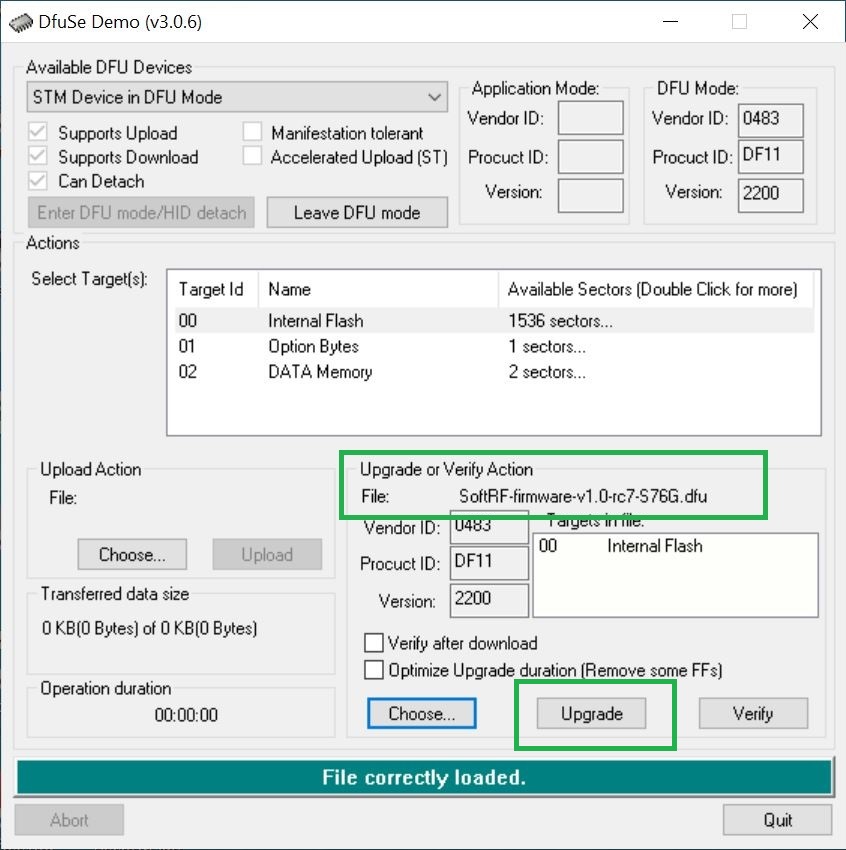 DfuSe Demo (v3.0.6)
Available DFU Devices
STM Device in DFU Mode
Supports Upload
Manifestation tolerant
Supports Download
Accelerated Upload (ST)
Can Detach
Enter DFU mode/HID detach
Leave DFU mode
Application Mode:
Vendor ID:
Procuct ID:
Version:
DFU Mode:
Vendor ID: 0483
Procuct ID: DF11
Version: 2200
Actions
Select Target(s):
Target Id Name Available Sectors (Double Click for more)
00 Internal Flash 1536 sectors...
01 Option Bytes 1 sectors...
02 DATA Memory 2 sectors...
Upload Action
File:
Choose...
Upload
Transferred data size
0 KB(0 Bytes) of 0 KB(0 Bytes)
Operation duration
00:00:00
Upgrade or Verify Action
File: SoftRF-firmware-v1.0-rc7-S76G.dfu
Vendor ID: 0483
Procuct ID: DF11
Version: 2200
Targets in file:
00 Internal Flash
Verify after download
Optimize Upgrade duration (Remove some FFs)
Choose...
Upgrade
Verify
File correctly loaded.
Abort
Quit